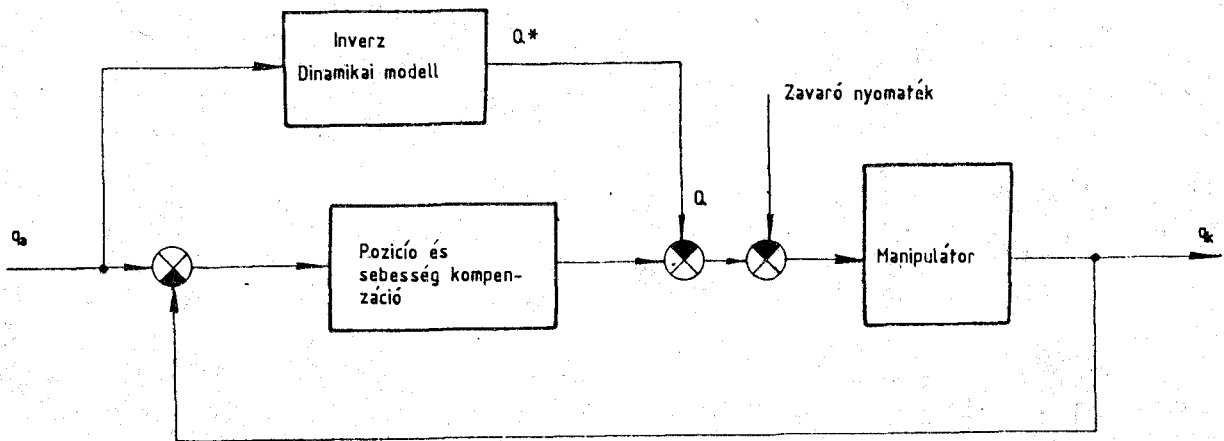 Inverz
Dinamikai modell
Q*
Zavaró nyomaték
Q
qa
Pozíció és
sebesség kompen-
záció
Manipulátor
qk